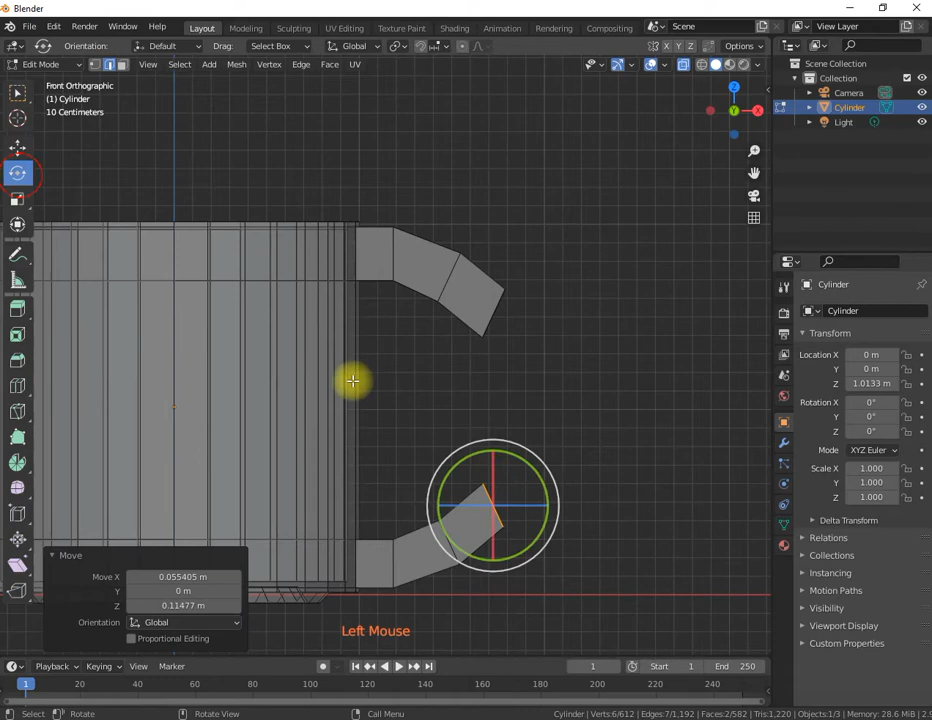 Blender
File Edit Render Window Help Layout Modeling Sculpting UV Editing Texture Paint Shading Animation Rendering Compositing Scene View Layer
Orientation: Default Drag: Select Box Global X Y Z Options
Edit Mode View Select Add Mesh Vertex Edge Face UV
Scene Collection
Collection
Camera
Cylinder
Light
Front Orthographic
(1) Cylinder
10 Centimeters
Z
Y
X
Cylinder
Cylinder
Transform
Location X 0 m
Y 0 m
Z 1.0133 m
Rotation X 0°
Y 0°
Z 0°
Mode XYZ Euler
Scale X 1.000
Y 1.000
Z 1.000
Delta Transform
Relations
Collections
Instancing
Motion Paths
Visibility
Viewport Display
Custom Properties
Move
Move X 0.055405 m
Y 0 m
Z 0.11477 m
Orientation Global
Proportional Editing
Left Mouse
Playback Keying View Marker 1 Start 1 End 250
1 20 40 60 80 100 120 140 160 180 200 220 240
Select Rotate Rotate View Call Menu Cylinder | Verts:6/612 | Edges:7/1,192 | Faces:2/582 | Tris:1,220 | Objects:1/3 | Memory: 28.6 MiB |